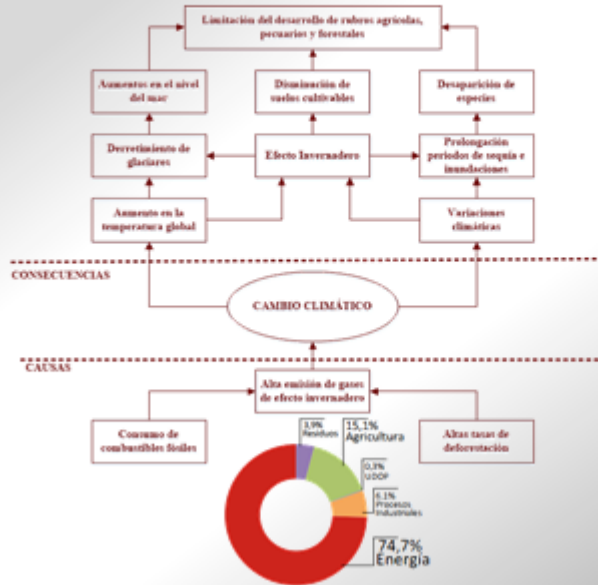 Limitación del desarrollo de rubros agrícolas,
pecuarios y forestales
Aumentos en el nivel
del mar
Disminución de
suelos cultivables
Desaparición de
especies
Derretimiento de
glaciares
Efecto Invernadero
Prolongación
periodos de sequía e
inundaciones
Aumento en la
temperatura global
Variaciones
climáticas
CONSECUENCIAS
CAMBIO CLIMÁTICO
CAUSAS
Alta emisión de gases
de efecto invernadero
Consumo de
combustibles fósiles
Altas tasas de
deforestación
3,9%
Residuos
15,1%
Agricultura
0,3%
6,1%
Procesos
Industriales
74,7%
Energía